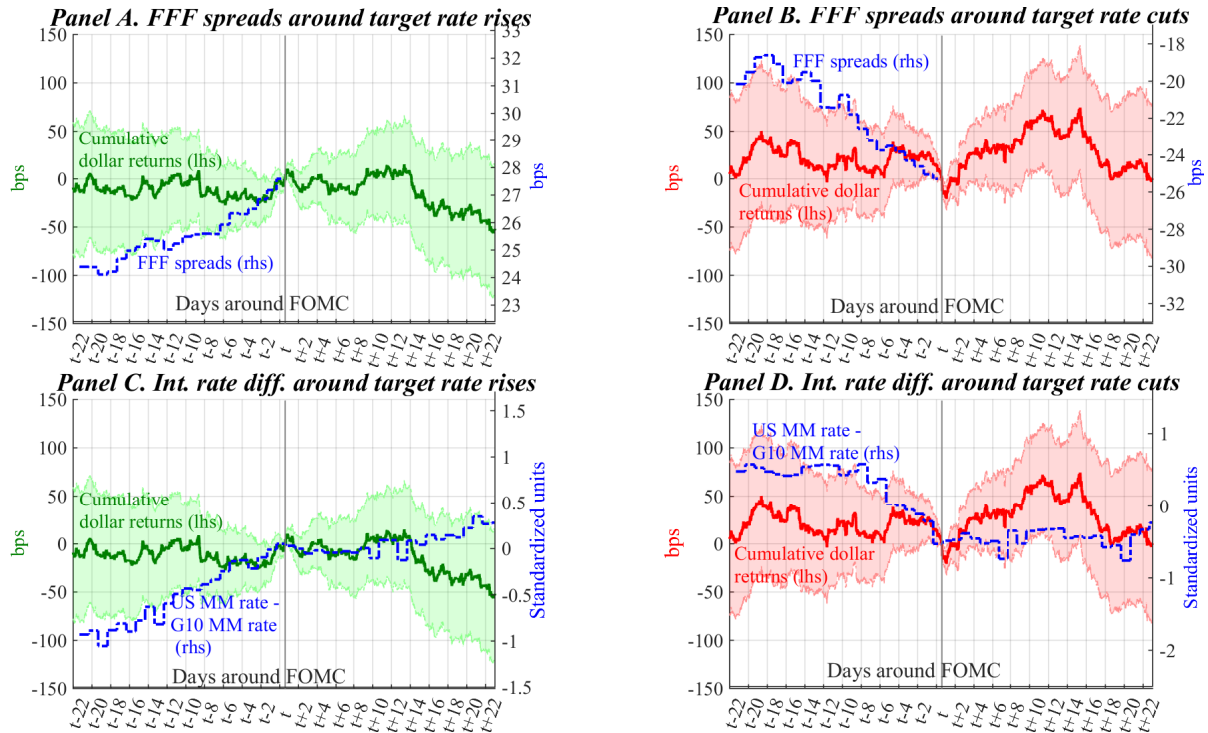 Panel A. FFF spreads around target rate rises
150
100
50
0
-50
-100
-150
bps
33
32
31
30
29
28
27
26
25
24
23
bps
Cumulative
dollar returns (lhs)
FFF spreads (rhs)
Days around FOMC
t-22
t-20
t-18
t-16
t-14
t-12
t-10
t-8
t-6
t-4
t-2
t
t+2
t+4
t+6
t+8
t+10
t+12
t+14
t+16
t+18
t+20
t+22
Panel B. FFF spreads around target rate cuts
150
100
50
0
-50
-100
-150
bps
-18
-20
-22
-24
-26
-28
-30
-32
bps
FFF spreads (rhs)
Cumulative dollar
returns (lhs)
Days around FOMC
t-22
t-20
t-18
t-16
t-14
t-12
t-10
t-8
t-6
t-4
t-2
t
t+2
t+4
t+6
t+8
t+10
t+12
t+14
t+16
t+18
t+20
t+22
Panel C. Int. rate diff. around target rate rises
150
100
50
0
-50
-100
-150
bps
1.5
1
0.5
0
-0.5
-1
-1.5
Standardized units
Cumulative
dollar returns (lhs)
US MM rate -
G10 MM rate
(rhs)
Days around FOMC
t-22
t-20
t-18
t-16
t-14
t-12
t-10
t-8
t-6
t-4
t-2
t
t+2
t+4
t+6
t+8
t+10
t+12
t+14
t+16
t+18
t+20
t+22
Panel D. Int. rate diff. around target rate cuts
150
100
50
0
-50
-100
-150
bps
1
0
-1
-2
Standardized units
US MM rate -
G10 MM rate (rhs)
Cumulative dollar
returns (lhs)
Days around FOMC
t-22
t-20
t-18
t-16
t-14
t-12
t-10
t-8
t-6
t-4
t-2
t
t+2
t+4
t+6
t+8
t+10
t+12
t+14
t+16
t+18
t+20
t+22